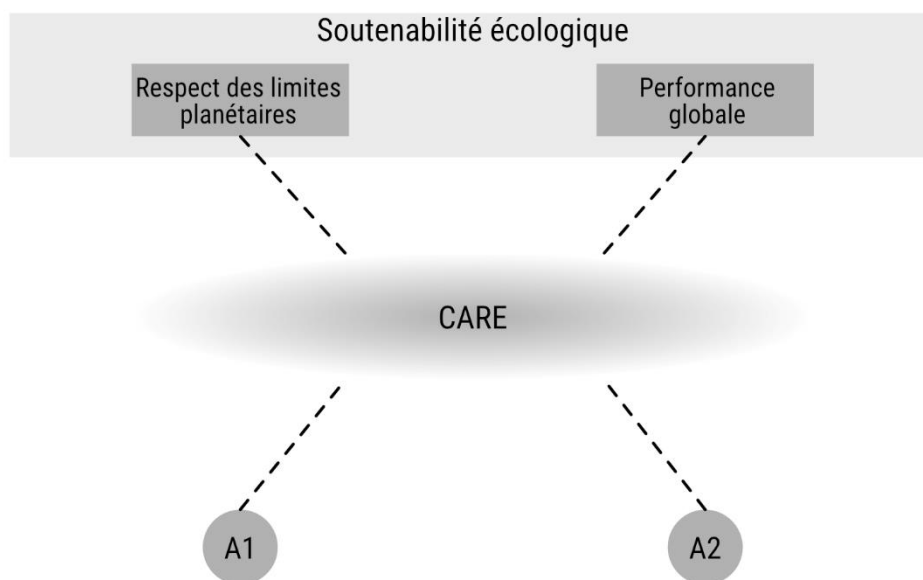 Soutenabilité écologique
Respect des limites
planétaires
Performance
globale
CARE
A1
A2